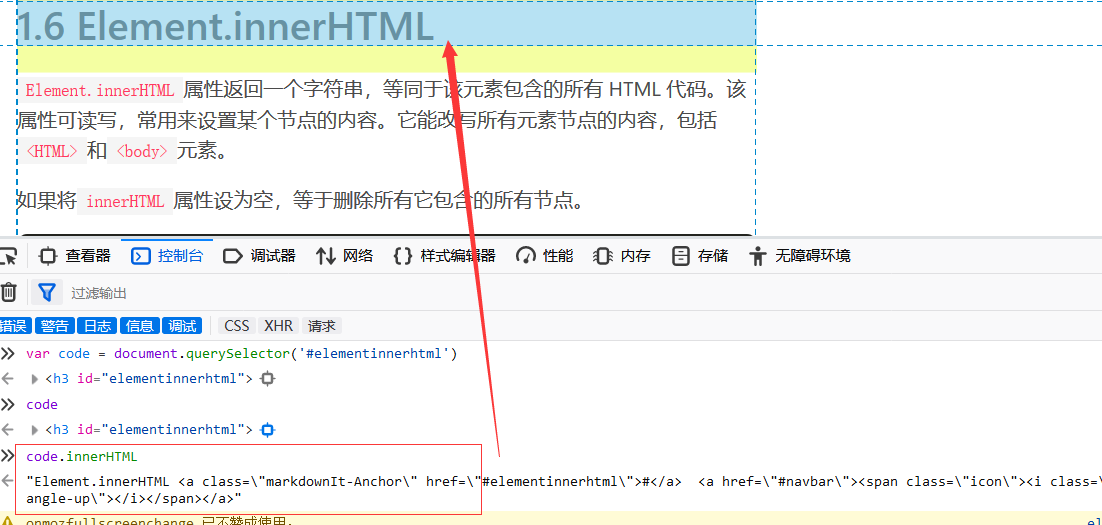 1.6 Element.innerHTML
Element.innerHTML 属性返回一个字符串，等同于该元素包含的所有 HTML 代码。该
属性可读写，常用来设置某个节点的内容。它能改写所有元素节点的内容，包括
<HTML> 和 <body> 元素。
如果将 innerHTML 属性设为空，等于删除所有它包含的所有节点。
查看器 控制台 调试器 网络 {} 样式编辑器 性能 内存 存储 无障碍环境
过滤输出
错误 警告 日志 信息 调试 CSS XHR 请求
var code = document.querySelector('#elementinnerhtml')
<h3 id="elementinnerhtml">
code
<h3 id="elementinnerhtml">
code.innerHTML
"Element.innerHTML <a class=\"markdownIt-Anchor\" href=\"#elementinnerhtml\">#</a> <a href=\"#navbar\"><span class=\"icon\"><i class=\
angle-up\"></i></span></a>"
onmozfullscreenchange 已不赞成使用。 el